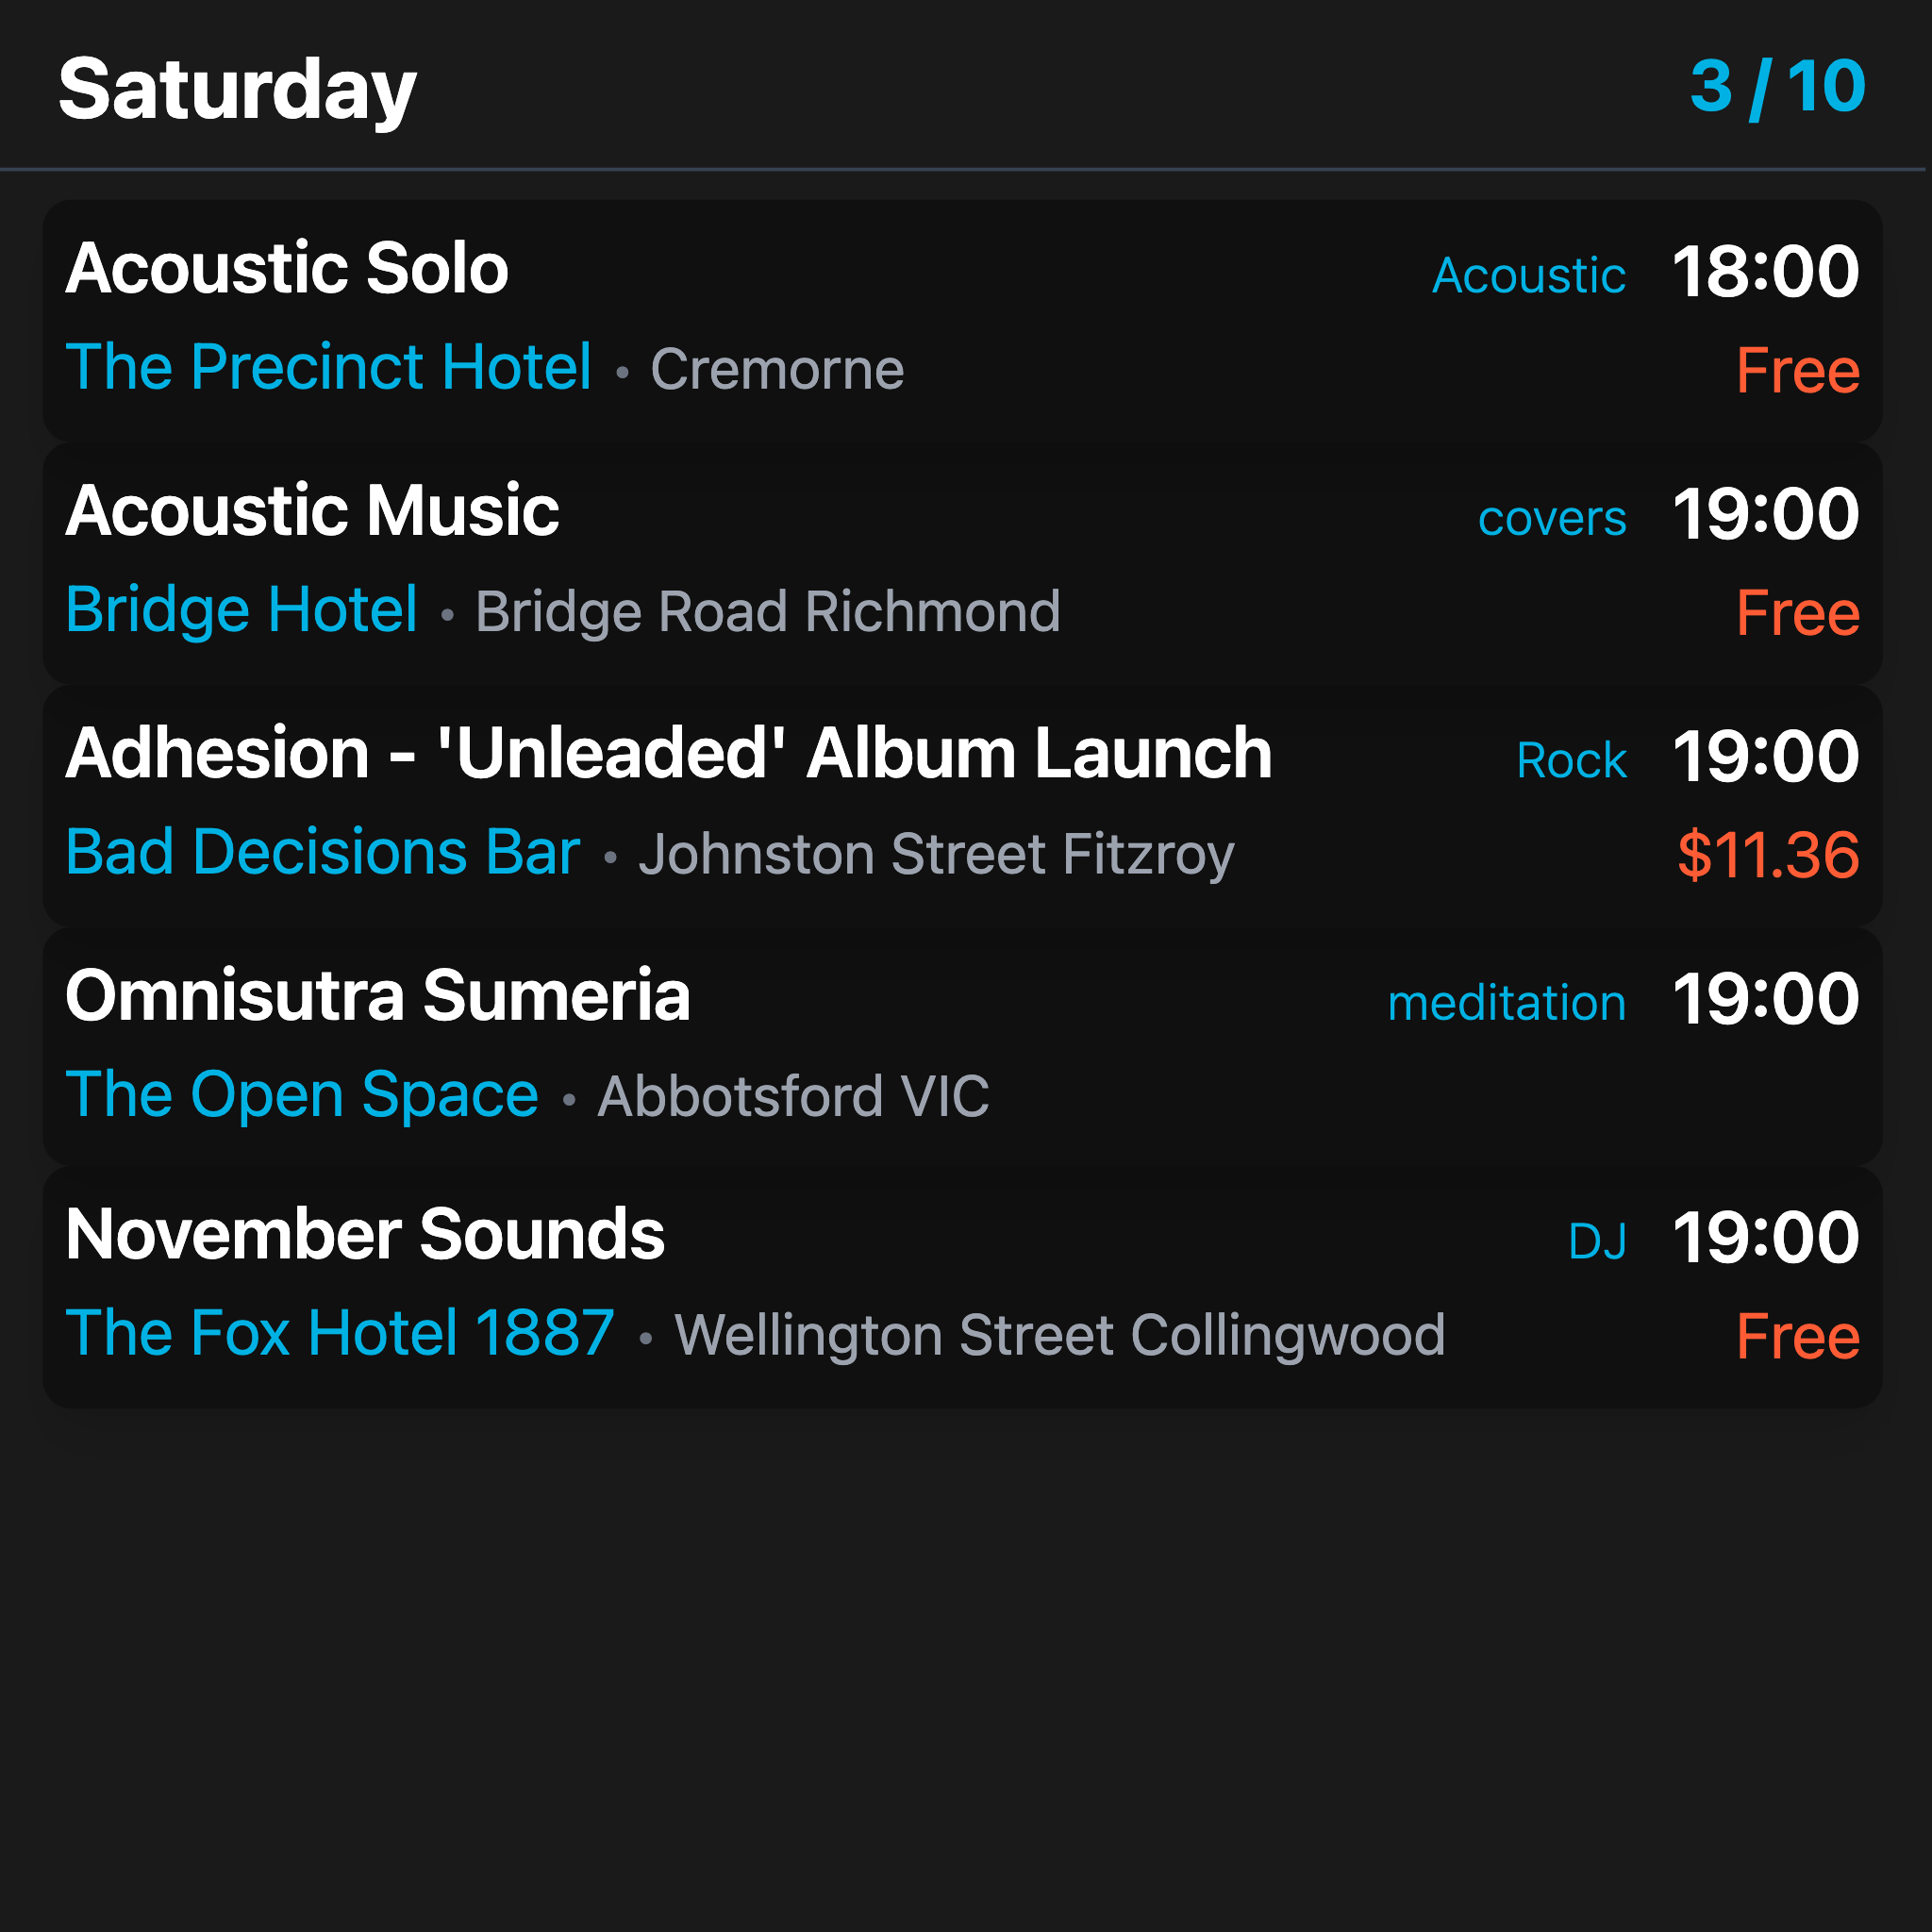 Saturday 3 / 10
Acoustic Solo Acoustic 18:00
The Precinct Hotel • Cremorne Free
Acoustic Music covers 19:00
Bridge Hotel • Bridge Road Richmond Free
Adhesion - 'Unleaded' Album Launch Rock 19:00
Bad Decisions Bar • Johnston Street Fitzroy $11.36
Omnisutra Sumeria meditation 19:00
The Open Space • Abbotsford VIC
November Sounds DJ 19:00
The Fox Hotel 1887 • Wellington Street Collingwood Free